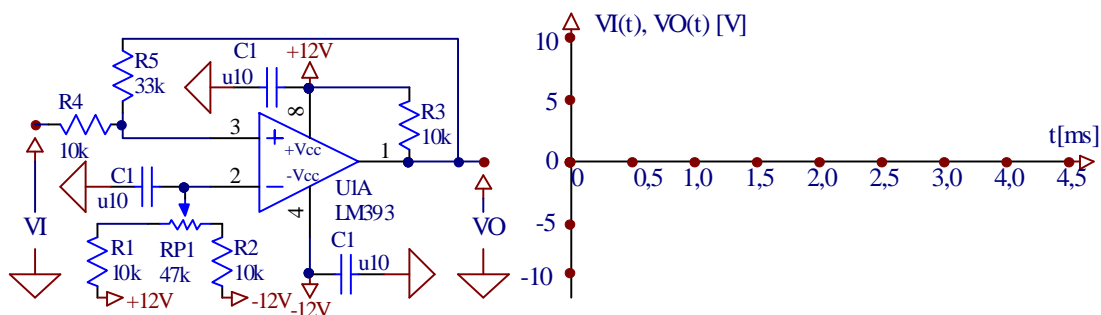 R5
33k
R4
10k
C1
u10
+12V
R3
10k
8
3
+
+Vcc
1
-Vcc
2
−
4
U1A
LM393
C1
u10
VI
R1
10k
+12V
RP1
47k
R2
10k
-12V
-12V
C1
u10
VO
VI(t), VO(t) [V]
10
5
0
-5
-10
t[ms]
0
0,5
1,0
1,5
2,0
2,5
3,0
4,0
4,5